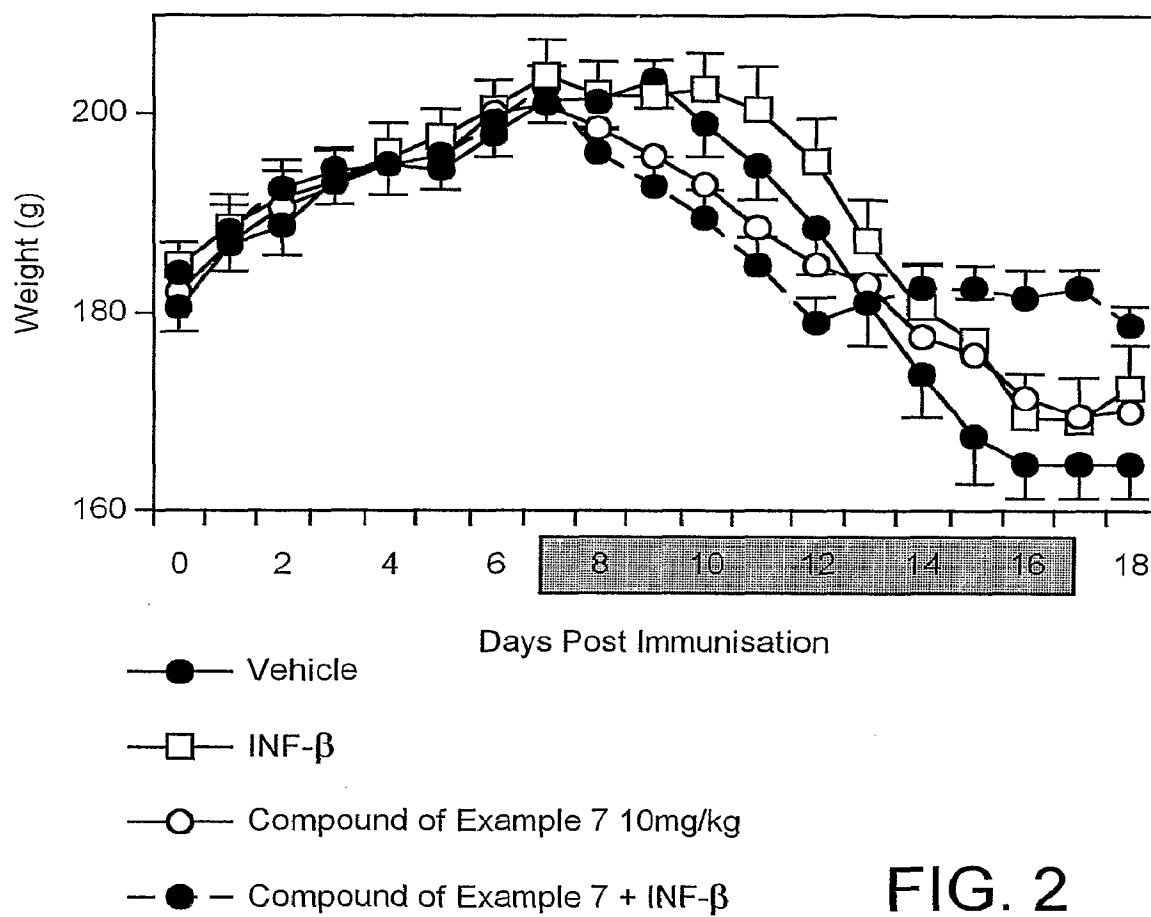 200
180
160
Weight (g)
0 2 4 6 8 10 12 14 16 18
Days Post Immunisation
Vehicle
INF-β
Compound of Example 7 10mg/kg
Compound of Example 7 + INF-β
FIG. 2